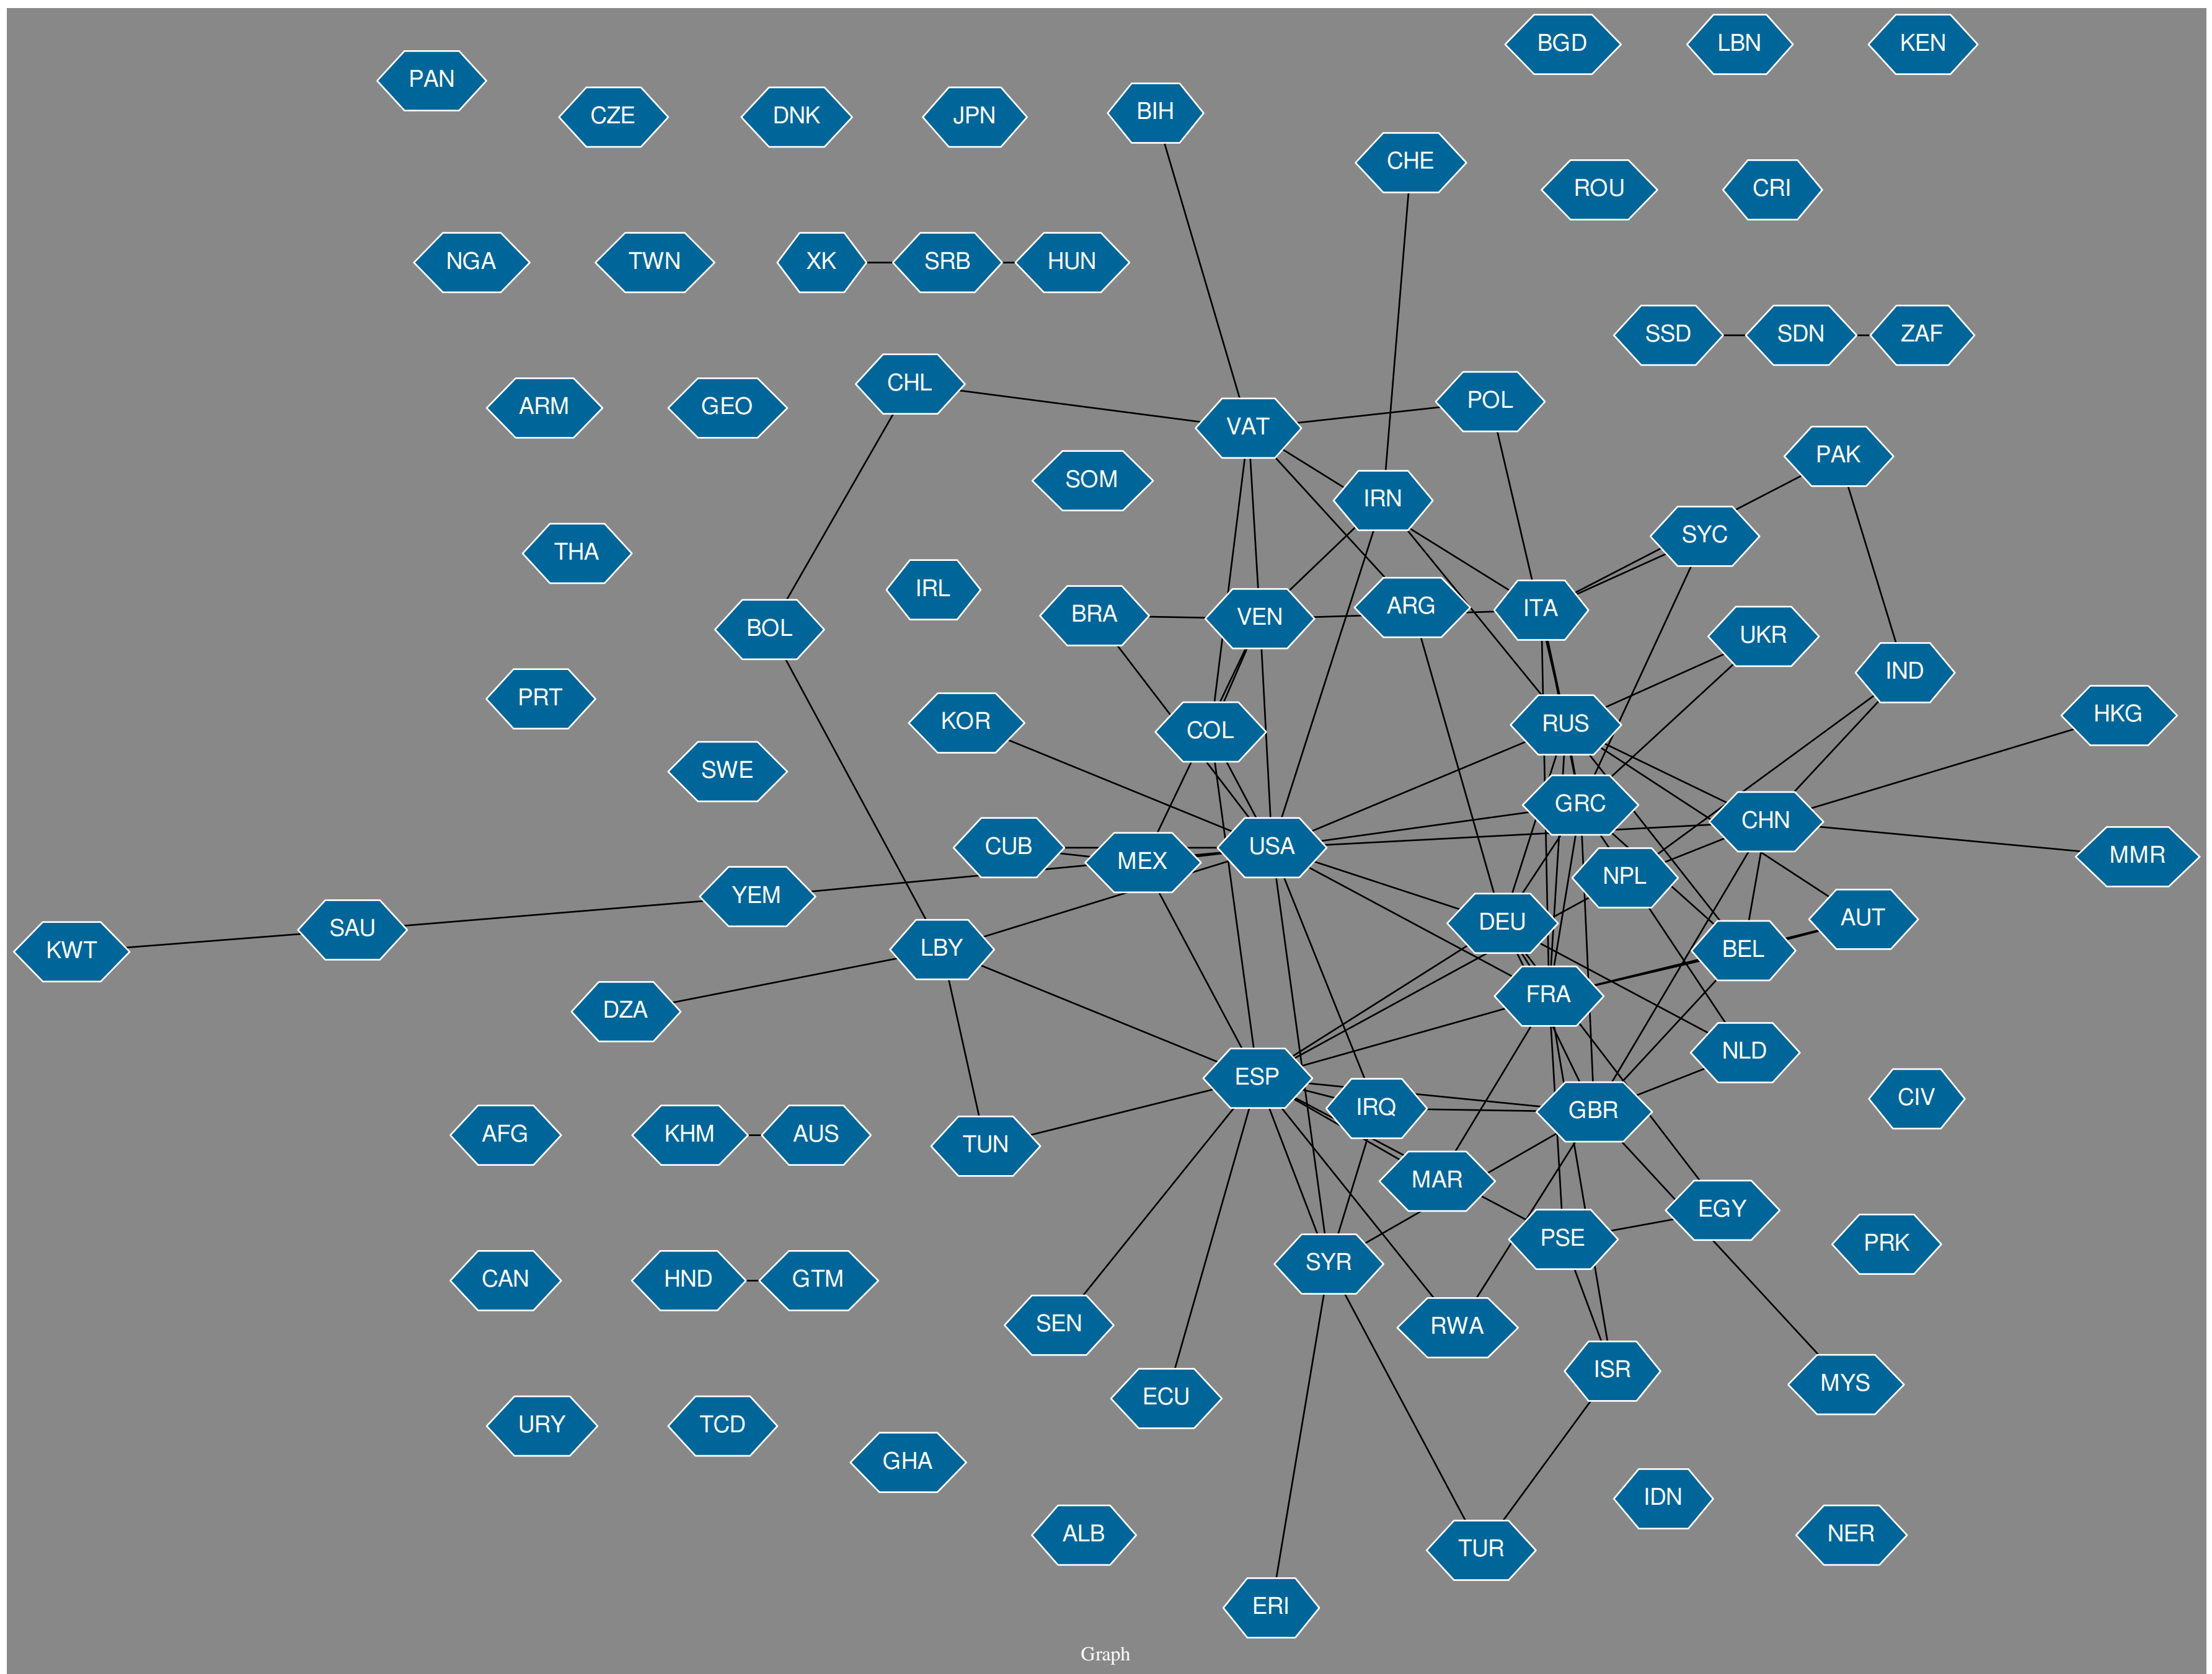 BGD LBN KEN
PAN
CZE DNK JPN BIH
CHE
ROU CRI
NGA TWN XK SRB HUN
SSD SDN ZAF
CHL
ARM GEO VAT POL
PAK
SOM IRN
SYC
THA
IRL
BRA VEN ARG ITA
BOL UKR
IND
PRT KOR COL RUS HKG
SWE
GRC
CHN
CUB MEX USA MMR
NPL
YEM DEU AUT
KWT SAU LBY BEL
DZA FRA
NLD
ESP
IRQ GBR CIV
AFG KHM AUS TUN
MAR
EGY
PSE PRK
CAN HND GTM SYR
SEN RWA
ISR
ECU MYS
URY TCD
GHA
IDN
ALB TUR NER
ERI
Graph